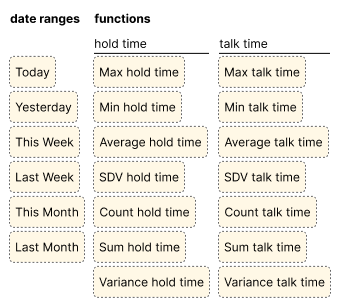 date ranges functions
hold time talk time
Today Max hold time Max talk time
Yesterday Min hold time Min talk time
This Week Average hold time Average talk time
Last Week SDV hold time SDV talk time
This Month Count hold time Count talk time
Last Month Sum hold time Sum talk time
Variance hold time Variance talk time